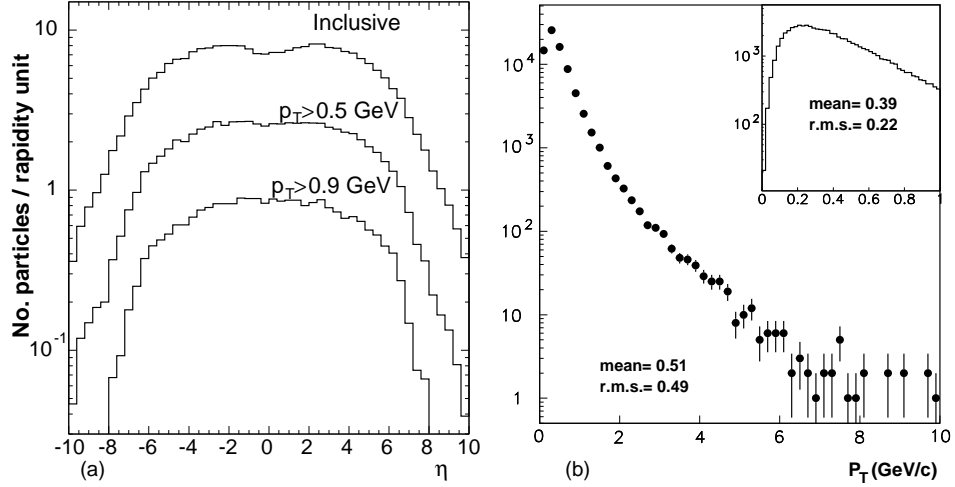 Inclusive
p_T>0.5 GeV
p_T>0.9 GeV
No. particles / rapidity unit
10
1
10^-1
-10 -8 -6 -4 -2 0 2 4 6 8 10
(a)
η
10^4
10^3
10^2
10
1
mean= 0.51
r.m.s.= 0.49
0 2 4 6 8 10
(b)
P_T (GeV/c)
10^3
10^2
mean= 0.39
r.m.s.= 0.22
0 0.2 0.4 0.6 0.8 1